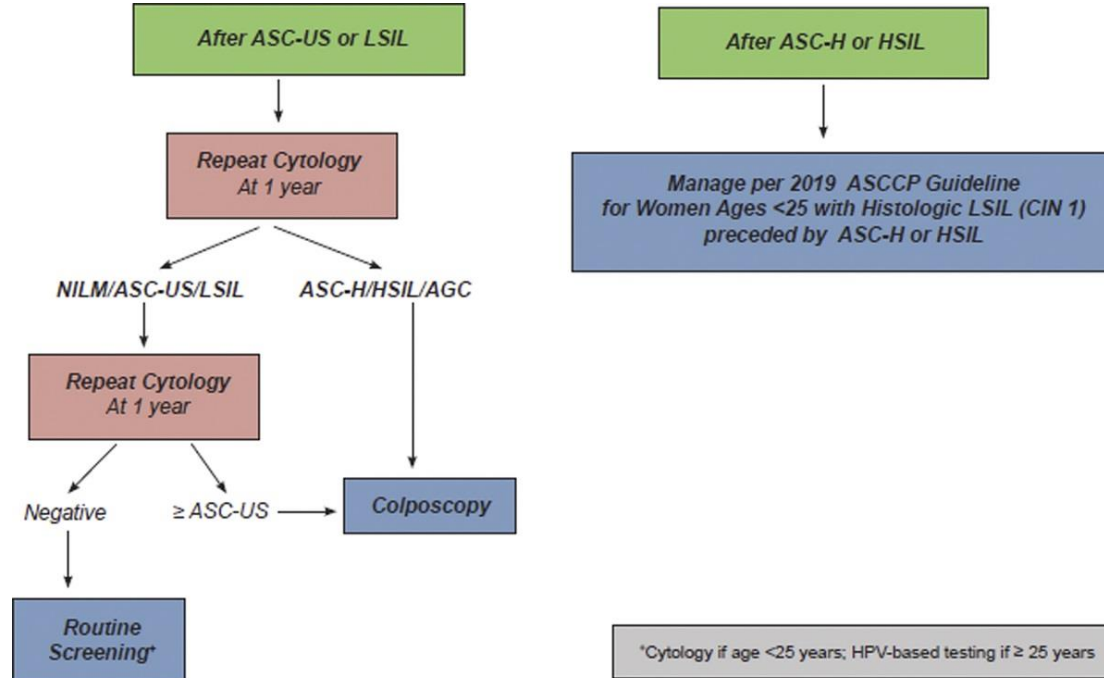 After ASC-US or LSIL
Repeat Cytology
At 1 year
NILM/ASC-US/LSIL
ASC-H/HSIL/AGC
Repeat Cytology
At 1 year
Negative
≥ ASC-US
Colposcopy
Routine
Screening⁺
After ASC-H or HSIL
Manage per 2019 ASCCP Guideline
for Women Ages <25 with Histologic LSIL (CIN 1)
preceded by ASC-H or HSIL
⁺Cytology if age <25 years; HPV-based testing if ≥ 25 years